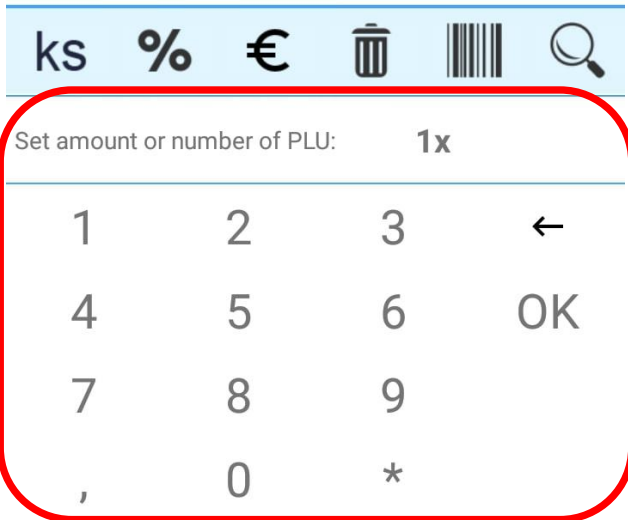 ks % €
Set amount or number of PLU: 1x
1 2 3 ←
4 5 6 OK
7 8 9
, 0 *